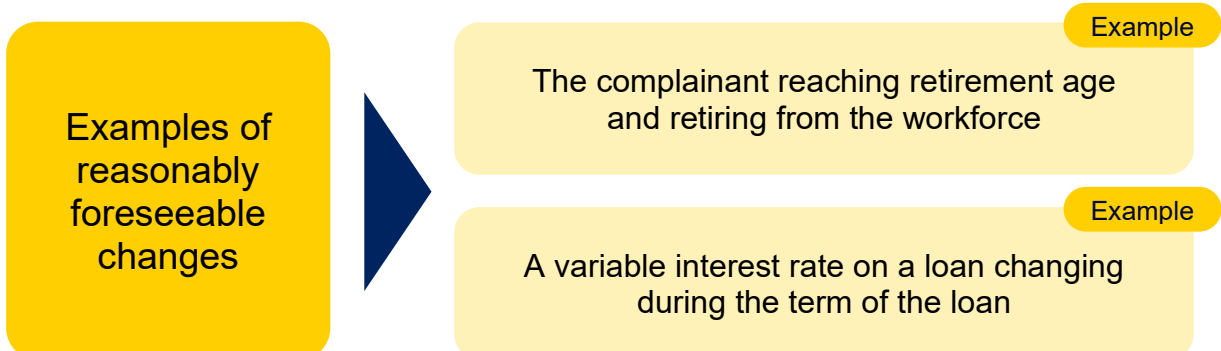 Examples of
reasonably
foreseeable
changes
Example
The complainant reaching retirement age
and retiring from the workforce
Example
A variable interest rate on a loan changing
during the term of the loan